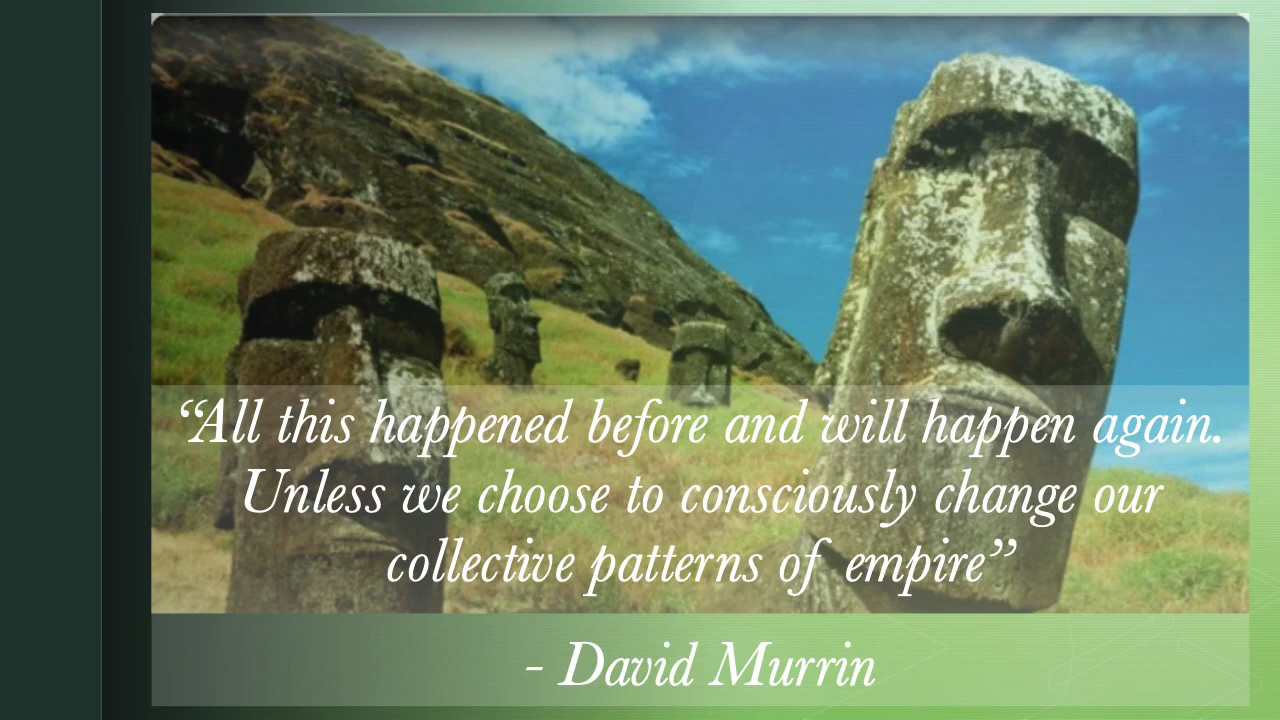 “All this happened before and will happen again.
Unless we choose to consciously change our
collective patterns of empire”
- David Murrin